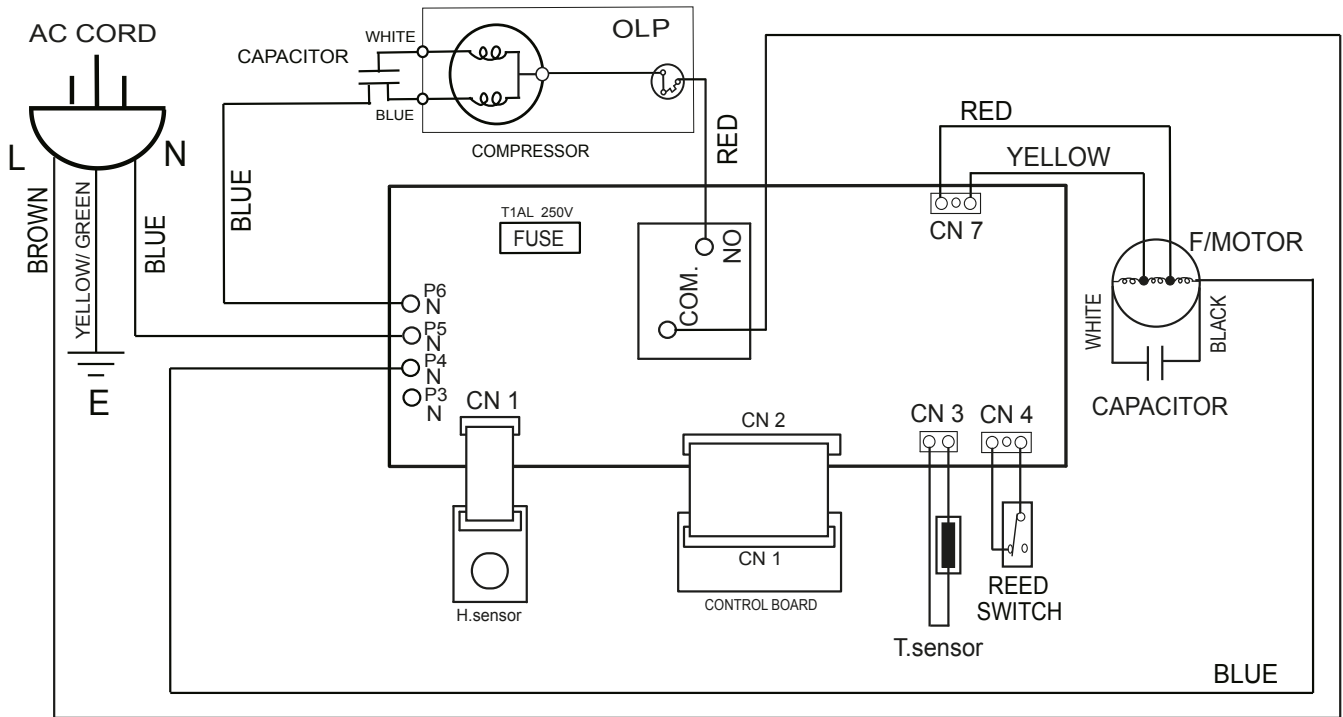 AC CORD
L
N
BROWN
YELLOW/ GREEN
BLUE
E
CAPACITOR
WHITE
BLUE
OLP
COMPRESSOR
BLUE
RED
T1AL 250V
FUSE
COM.
NO
P6
N
P5
N
P4
N
P3
N
CN 7
RED
YELLOW
F/MOTOR
WHITE
BLACK
CAPACITOR
CN 1
H.sensor
CN 2
CN 1
CONTROL BOARD
CN 3
CN 4
T.sensor
REED
SWITCH
BLUE